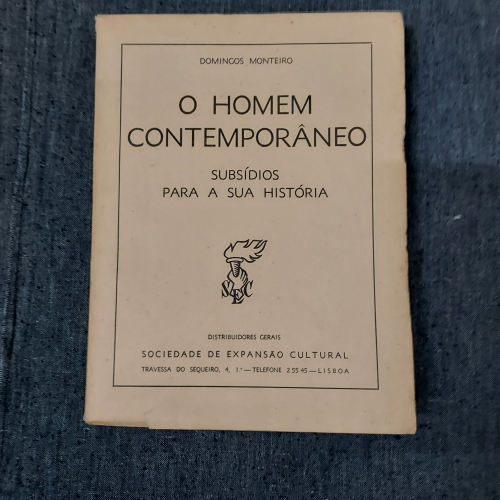 DOMINGOS MONTEIRO
O HOMEM
CONTEMPORÂNEO
SUBSÍDIOS
PARA A SUA HISTÓRIA
SEC
DISTRIBUIDORES GERAIS
SOCIEDADE DE EXPANSÃO CULTURAL
TRAVESSA DO SEQUEIRO, 4, 1.º — TELEFONE 2 55 45 — LISBOA